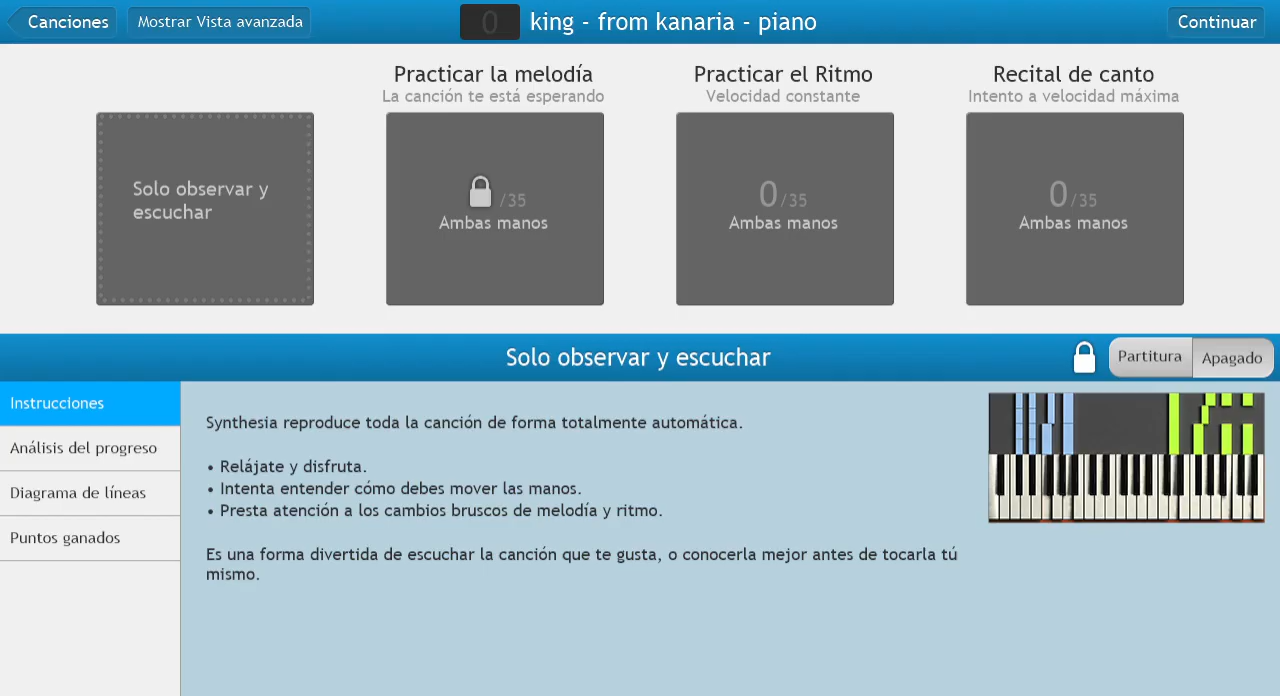 Canciones
Mostrar Vista avanzada
0
king - from kanaria - piano
Continuar
Practicar la melodía
La canción te está esperando
Practicar el Ritmo
Velocidad constante
Recital de canto
Intento a velocidad máxima
Solo observar y
escuchar
/35
Ambas manos
0/35
Ambas manos
0/35
Ambas manos
Solo observar y escuchar
Partitura
Apagado
Instrucciones
Análisis del progreso
Diagrama de líneas
Puntos ganados
Synthesia reproduce toda la canción de forma totalmente automática.
• Relájate y disfruta.
• Intenta entender cómo debes mover las manos.
• Presta atención a los cambios bruscos de melodía y ritmo.
Es una forma divertida de escuchar la canción que te gusta, o conocerla mejor antes de tocarla tú
mismo.